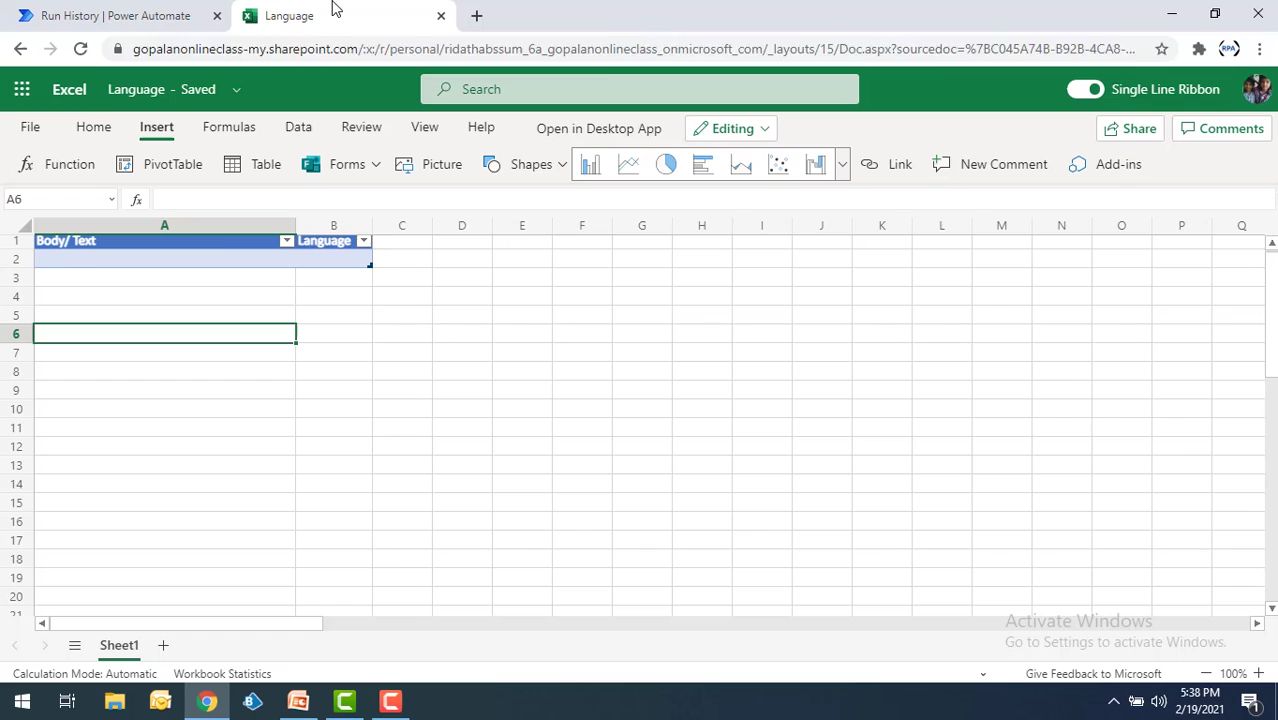 Run History | Power Automate
Language
gopalanonlineclass-my.sharepoint.com/:x:/r/personal/ridathabssum_6a_gopalanonlineclass_onmicrosoft_com/_layouts/15/Doc.aspx?sourcedoc=%7BC045A74B-B92B-4CA8-...
RPA
Excel
Language - Saved
Search
Single Line Ribbon
File Home Insert Formulas Data Review View Help Open in Desktop App Editing Share Comments
fx Function PivotTable Table Forms Picture Shapes Link New Comment Add-ins
A6 fx
A B C D E F G H I J K L M N O P Q
1 Body/ Text Language
2
3
4
5
6
7
8
9
10
11
12
13
14
15
16
17
18
19
20
21
Activate Windows
Go to Settings to activate Windows.
Sheet1
Calculation Mode: Automatic Workbook Statistics Give Feedback to Microsoft 100%
5:38 PM
2/19/2021
1